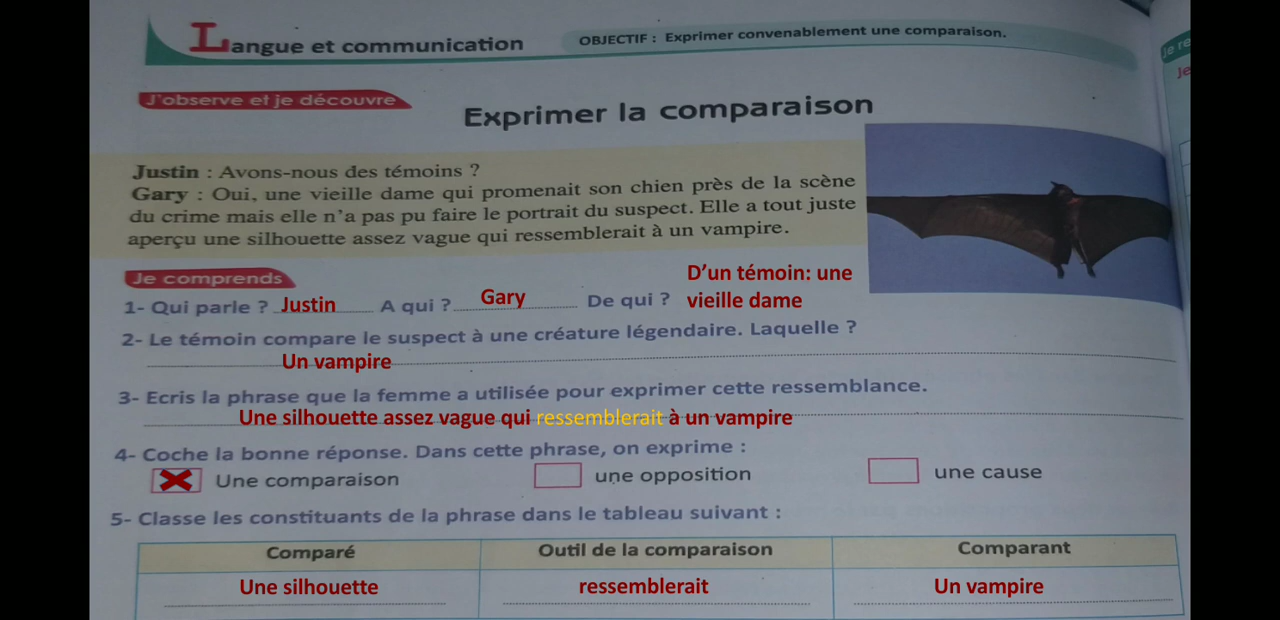 Langue et communication
OBJECTIF : Exprimer convenablement une comparaison.
Je re
Je
J'observe et je découvre
Exprimer la comparaison
Justin : Avons-nous des témoins ?
Gary : Oui, une vieille dame qui promenait son chien près de la scène
du crime mais elle n'a pas pu faire le portrait du suspect. Elle a tout juste
aperçu une silhouette assez vague qui ressemblerait à un vampire.
Je comprends
D'un témoin: une
1- Qui parle ? Justin A qui ? Gary De qui ? vieille dame
2- Le témoin compare le suspect à une créature légendaire. Laquelle ?
Un vampire
3- Ecris la phrase que la femme a utilisée pour exprimer cette ressemblance.
Une silhouette assez vague qui ressemblerait à un vampire
4- Coche la bonne réponse. Dans cette phrase, on exprime :
Une comparaison une opposition une cause
5- Classe les constituants de la phrase dans le tableau suivant :
Comparé Outil de la comparaison Comparant
Une silhouette ressemblerait Un vampire